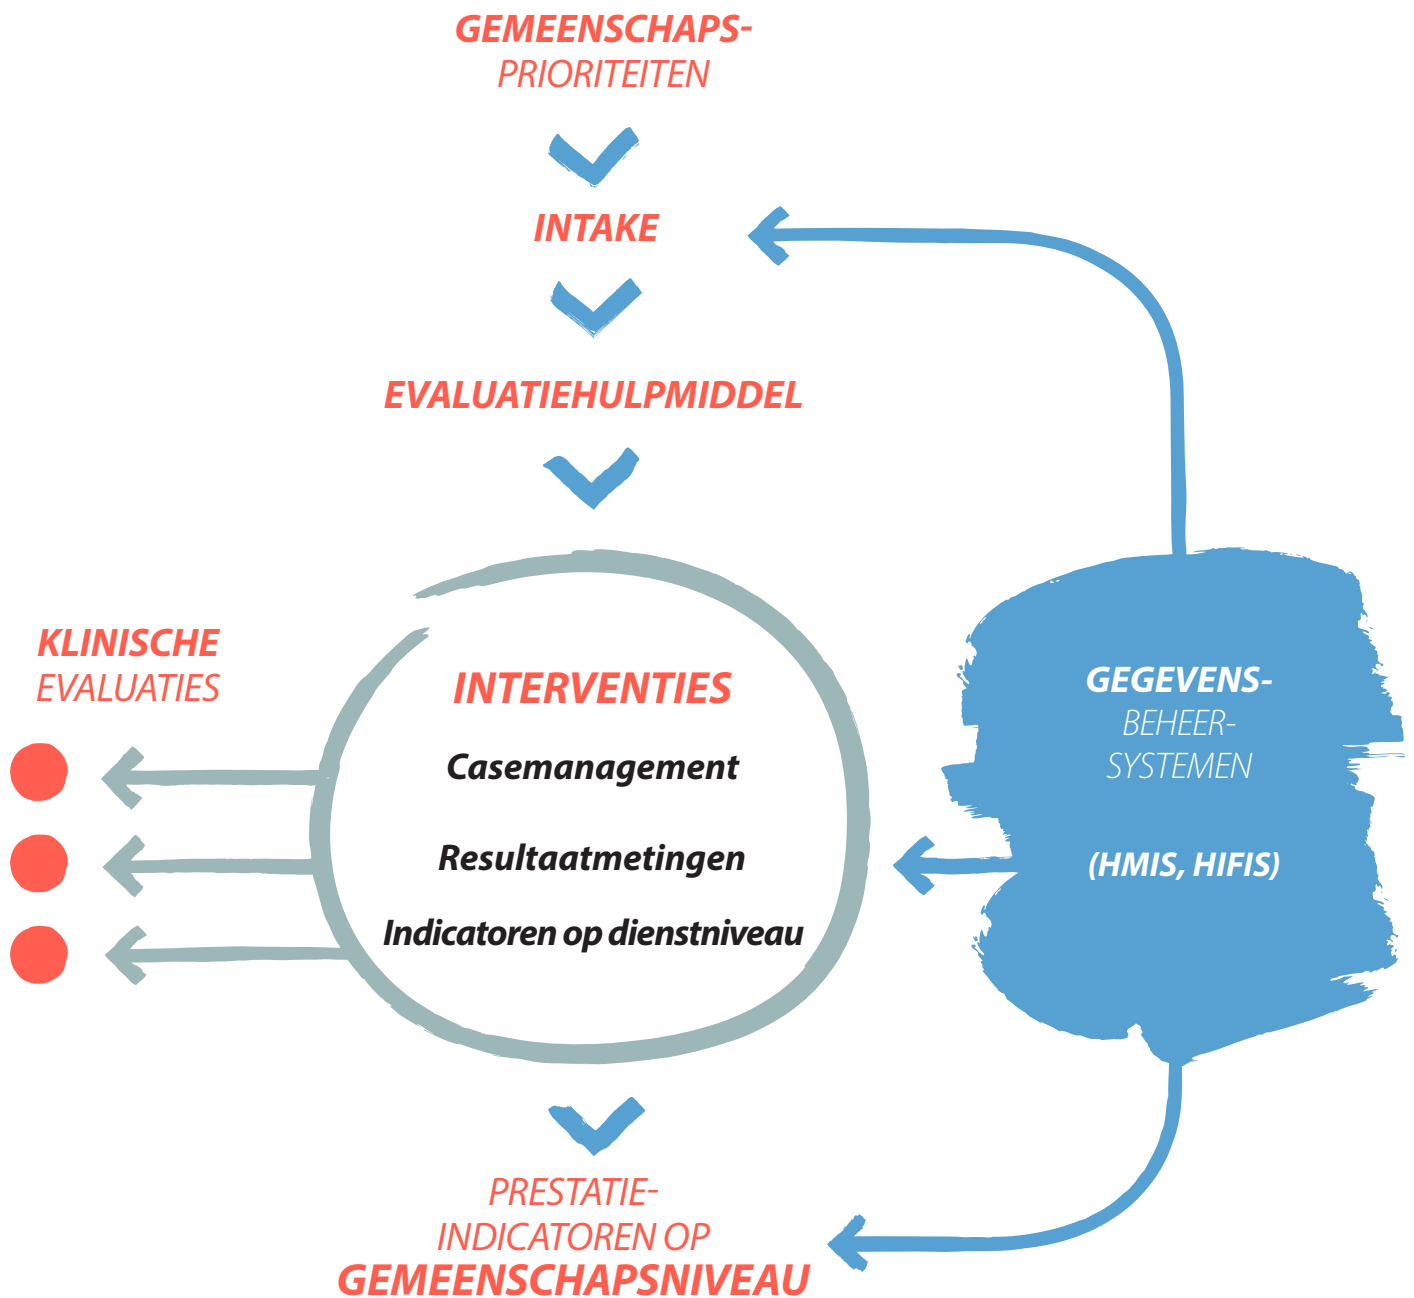 GEMEENSCHAPS-
PRIORITEITEN
INTAKE
EVALUATIEHULPMIDDEL
KLINISCHE
EVALUATIES
INTERVENTIES
Casemanagement
Resultaatmetingen
Indicatoren op dienstniveau
GEGEVENS-
BEHEER-
SYSTEMEN
(HMIS, HIFIS)
PRESTATIE-
INDICATOREN OP
GEMEENSCHAPSNIVEAU